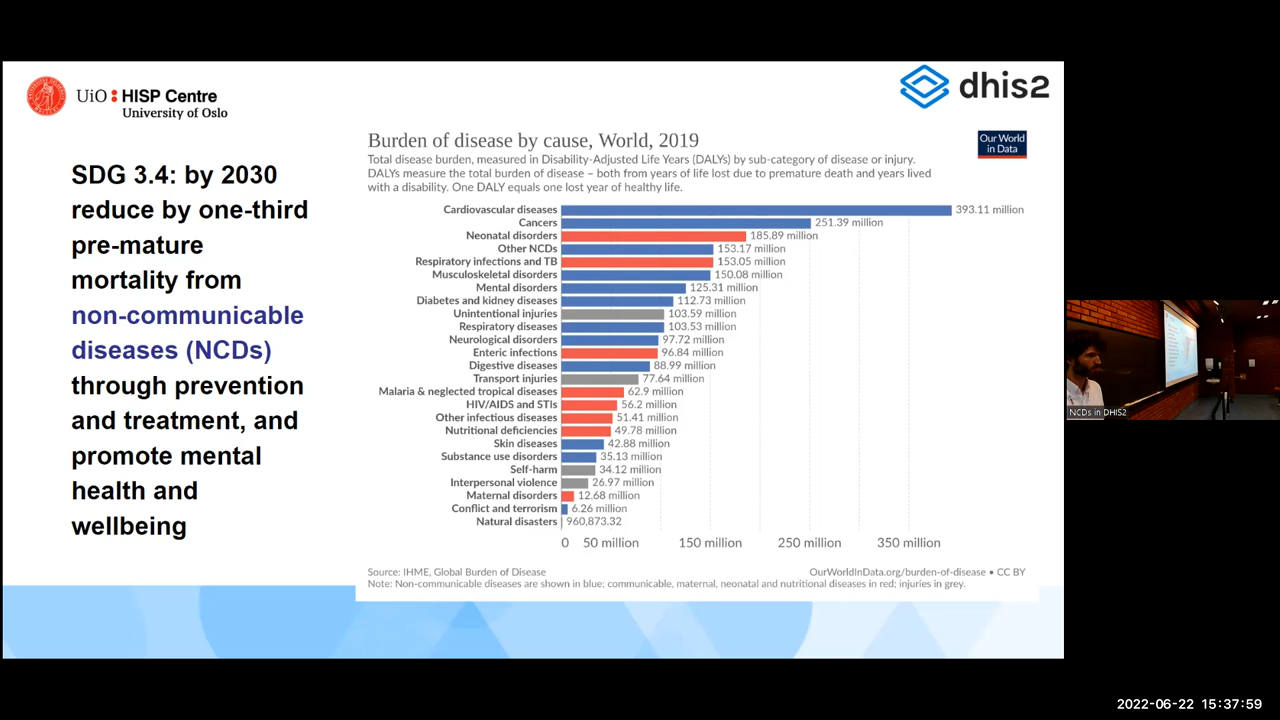 UiO HISP Centre
University of Oslo
dhis2
SDG 3.4: by 2030
reduce by one-third
pre-mature
mortality from
non-communicable
diseases (NCDs)
through prevention
and treatment, and
promote mental
health and
wellbeing
Burden of disease by cause, World, 2019
Our World
in Data
Total disease burden, measured in Disability-Adjusted Life Years (DALYs) by sub-category of disease or injury.
DALYs measure the total burden of disease – both from years of life lost due to premature death and years lived
with a disability. One DALY equals one lost year of healthy life.
Cardiovascular diseases 393.11 million
Cancers 251.39 million
Neonatal disorders 185.89 million
Other NCDs 153.17 million
Respiratory infections and TB 153.05 million
Musculoskeletal disorders 150.08 million
Mental disorders 125.31 million
Diabetes and kidney diseases 112.73 million
Unintentional injuries 103.59 million
Respiratory diseases 103.53 million
Neurological disorders 97.72 million
Enteric infections 96.84 million
Digestive diseases 88.99 million
Transport injuries 77.64 million
Malaria & neglected tropical diseases 62.9 million
HIV/AIDS and STIs 56.2 million
Other infectious diseases 51.41 million
Nutritional deficiencies 49.78 million
Skin diseases 42.88 million
Substance use disorders 35.13 million
Self-harm 34.12 million
Interpersonal violence 26.97 million
Maternal disorders 12.68 million
Conflict and terrorism 6.26 million
Natural disasters 960,873.32
0 50 million 150 million 250 million 350 million
Source: IHME, Global Burden of Disease OurWorldInData.org/burden-of-disease • CC BY
Note: Non-communicable diseases are shown in blue; communicable, maternal, neonatal and nutritional diseases in red; injuries in grey.
NCDs in DHIS2
2022-06-22 15:37:59